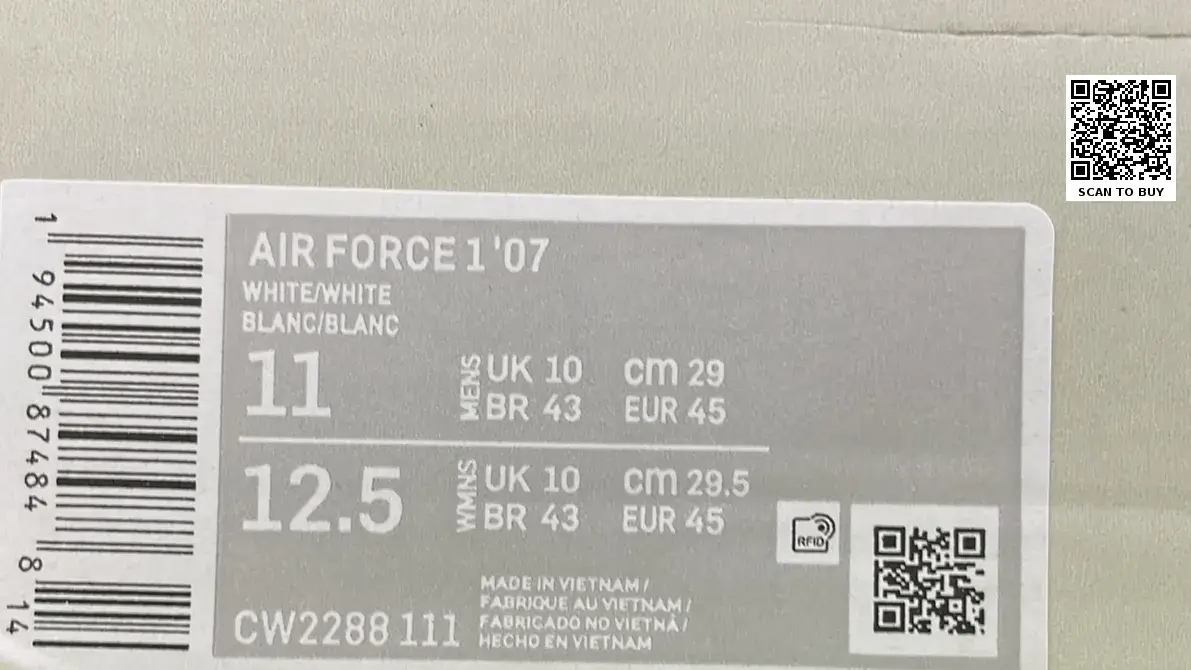 SCAN TO BUY
AIR FORCE 1 '07
WHITE/WHITE
BLANC/BLANC
11 MENS UK 10 cm 29
BR 43 EUR 45
12.5 WMNS UK 10 cm 29.5
BR 43 EUR 45
RFID
MADE IN VIETNAM /
FABRIQUE AU VIETNAM /
FABRICADO NO VIETNÃ /
HECHO EN VIETNAM
CW2288 111
1 94500 87484 8 14